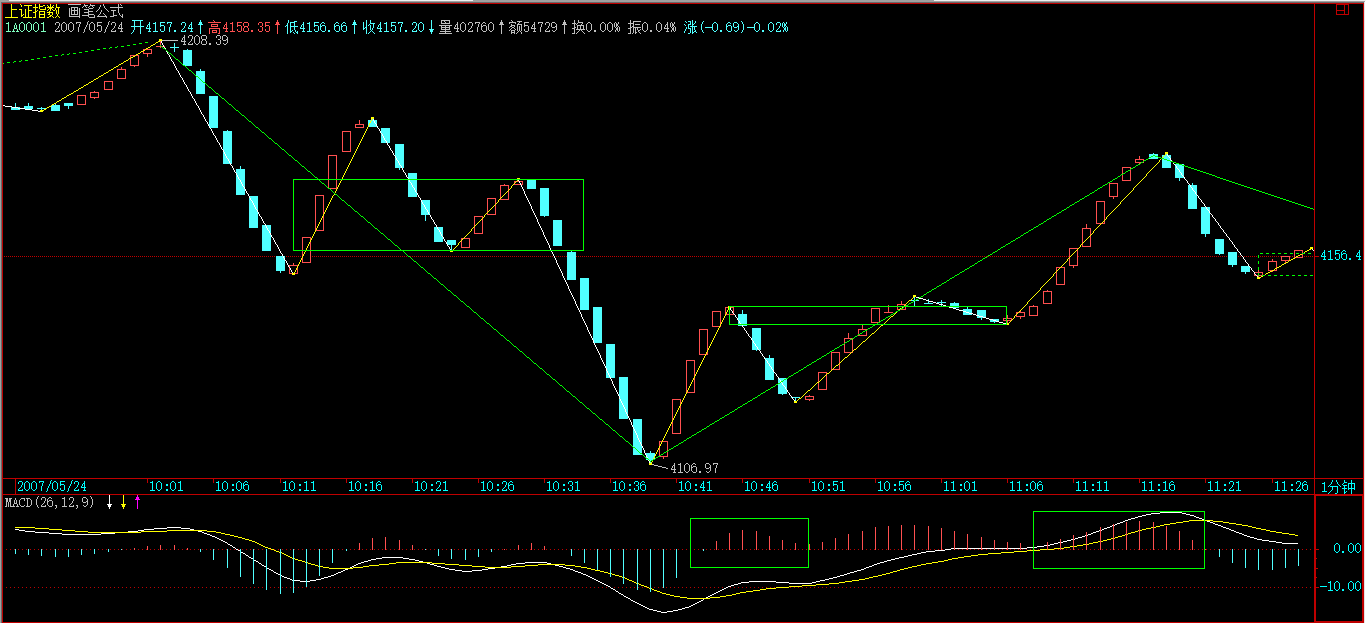 上证指数 画笔公式
1A0001 2007/05/24 开4157.24↑高4158.35↑低4156.66↑收4157.20↓量402760↑额54729↑换0.00% 振0.04% 涨(-0.69)-0.02%
4208.39
4156.4
4106.97
2007/05/24 10:01 10:06 10:11 10:16 10:21 10:26 10:31 10:36 10:41 10:46 10:51 10:56 11:01 11:06 11:11 11:16 11:21 11:26 1分钟
MACD(26,12,9) ↓ ↓ ↑
0.00
-10.00